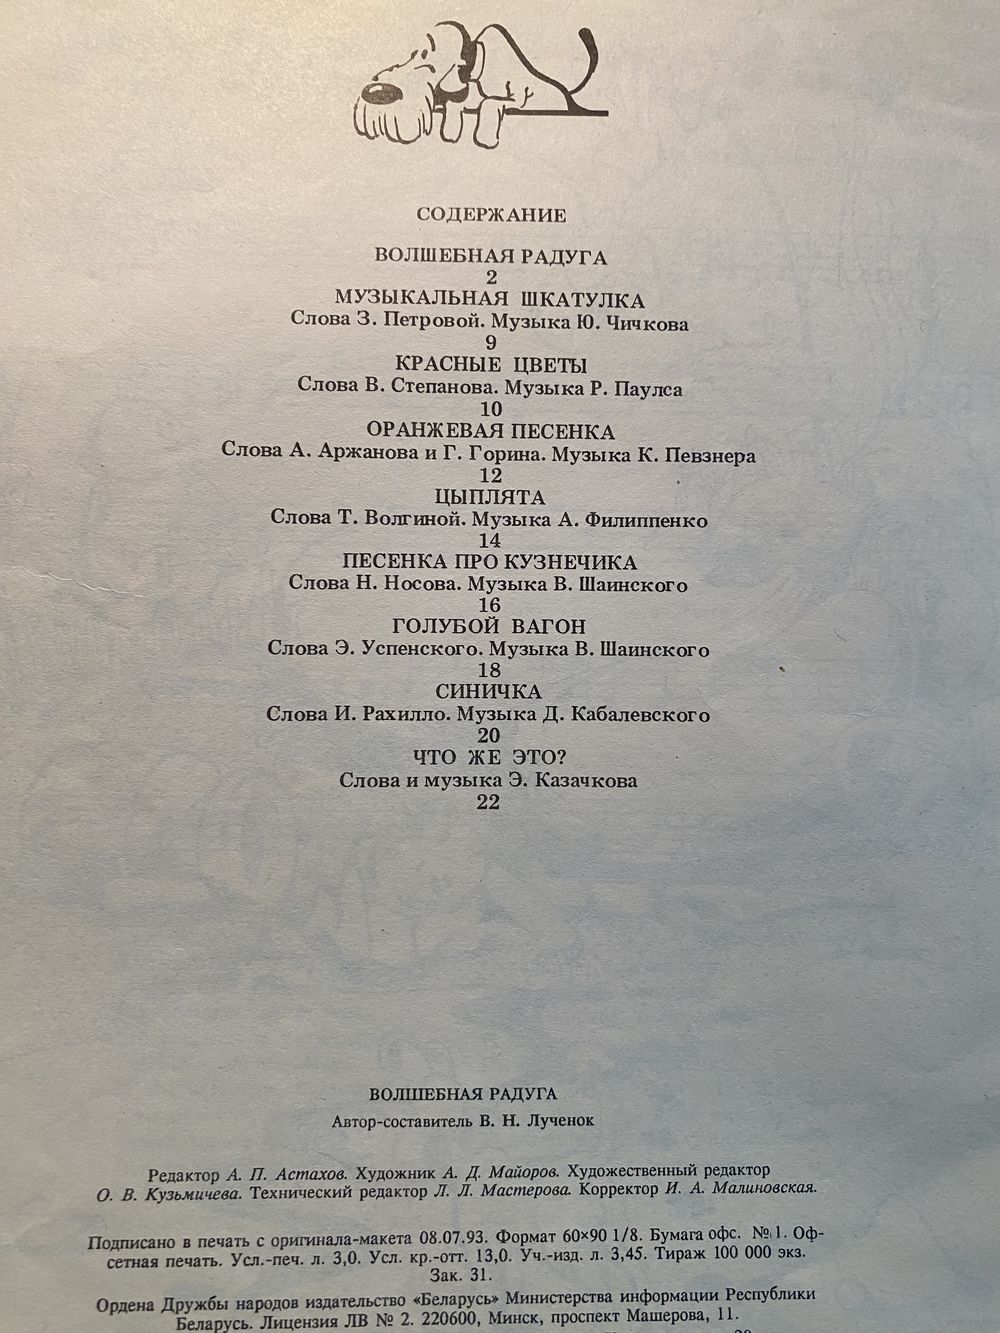 СОДЕРЖАНИЕ
ВОЛШЕБНАЯ РАДУГА
2
МУЗЫКАЛЬНАЯ ШКАТУЛКА
Слова З. Петровой. Музыка Ю. Чичкова
9
КРАСНЫЕ ЦВЕТЫ
Слова В. Степанова. Музыка Р. Паулса
10
ОРАНЖЕВАЯ ПЕСЕНКА
Слова А. Аржанова и Г. Горина. Музыка К. Певзнера
12
ЦЫПЛЯТА
Слова Т. Волгиной. Музыка А. Филиппенко
14
ПЕСЕНКА ПРО КУЗНЕЧИКА
Слова Н. Носова. Музыка В. Шаинского
16
ГОЛУБОЙ ВАГОН
Слова Э. Успенского. Музыка В. Шаинского
18
СИНИЧКА
Слова И. Рахилло. Музыка Д. Кабалевского
20
ЧТО ЖЕ ЭТО?
Слова и музыка Э. Казачкова
22
ВОЛШЕБНАЯ РАДУГА
Автор-составитель В. Н. Лученок
Редактор А. П. Астахов. Художник А. Д. Майоров. Художественный редактор
О. В. Кузьмичева. Технический редактор Л. Л. Мастерова. Корректор И. А. Малиновская.
Подписано в печать с оригинала-макета 08.07.93. Формат 60×90 1/8. Бумага офс. № 1. Оф-
сетная печать. Усл.-печ. л. 3,0. Усл. кр.-отт. 13,0. Уч.-изд. л. 3,45. Тираж 100 000 экз.
Зак. 31.
Ордена Дружбы народов издательство «Беларусь» Министерства информации Республики
Беларусь. Лицензия ЛВ № 2. 220600, Минск, проспект Машерова, 11.